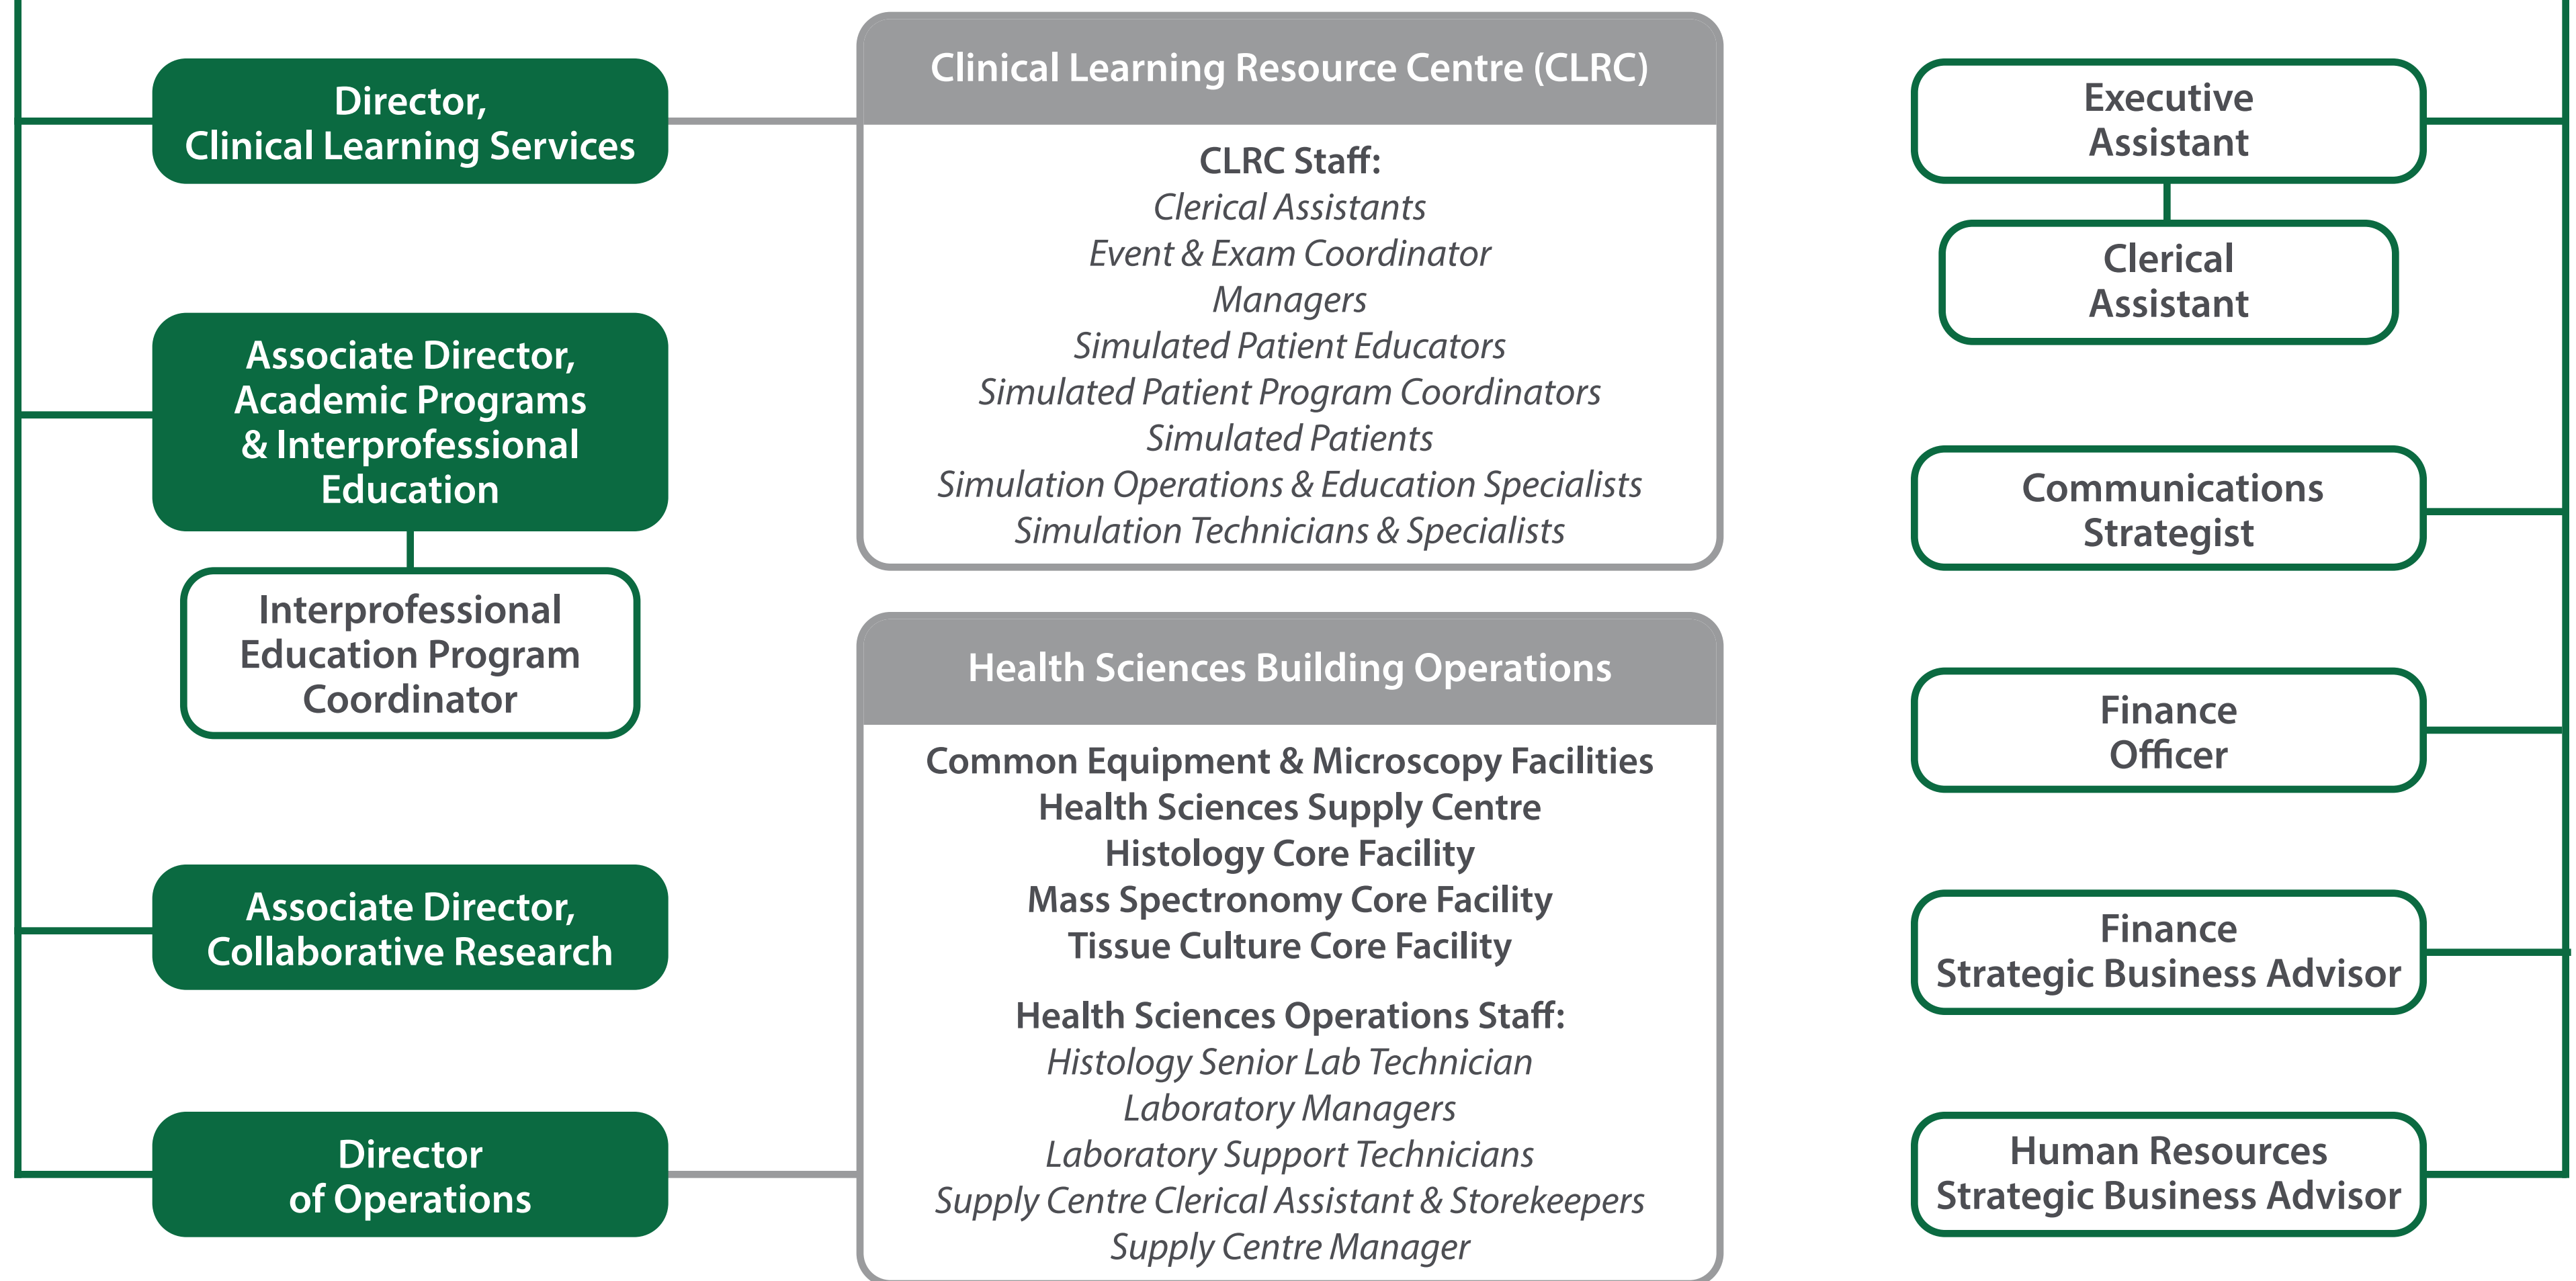 Director,
Clinical Learning Services
Associate Director,
Academic Programs
& Interprofessional
Education
Interprofessional
Education Program
Coordinator
Associate Director,
Collaborative Research
Director
of Operations
Clinical Learning Resource Centre (CLRC)
CLRC Staff:
Clerical Assistants
Event & Exam Coordinator
Managers
Simulated Patient Educators
Simulated Patient Program Coordinators
Simulated Patients
Simulation Operations & Education Specialists
Simulation Technicians & Specialists
Health Sciences Building Operations
Common Equipment & Microscopy Facilities
Health Sciences Supply Centre
Histology Core Facility
Mass Spectronomy Core Facility
Tissue Culture Core Facility
Health Sciences Operations Staff:
Histology Senior Lab Technician
Laboratory Managers
Laboratory Support Technicians
Supply Centre Clerical Assistant & Storekeepers
Supply Centre Manager
Executive
Assistant
Clerical
Assistant
Communications
Strategist
Finance
Officer
Finance
Strategic Business Advisor
Human Resources
Strategic Business Advisor